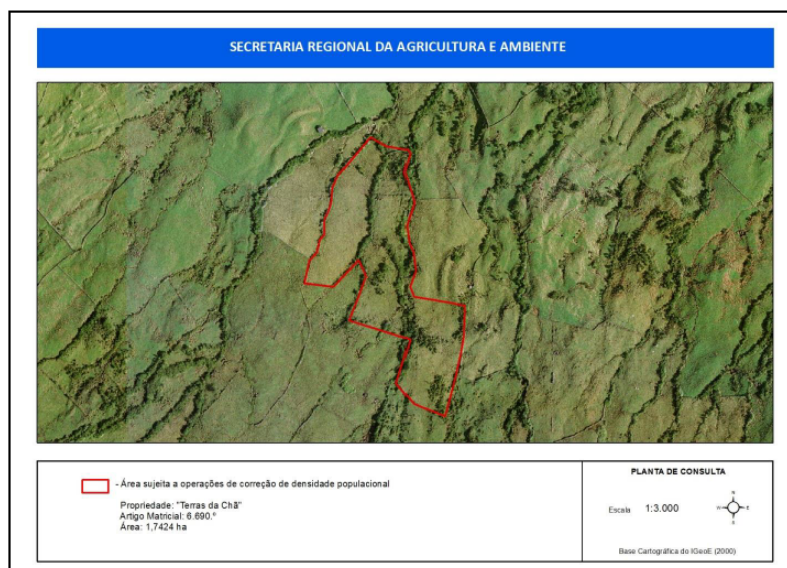 SECRETARIA REGIONAL DA AGRICULTURA E AMBIENTE
- Área sujeita a operações de correção de densidade populacional
Propriedade: "Terras da Chã"
Artigo Matricial: 6.690.º
Área: 1,7424 ha
PLANTA DE CONSULTA
Escala 1:3.000
N
W E
S
Base Cartográfica do IGeoE (2000)